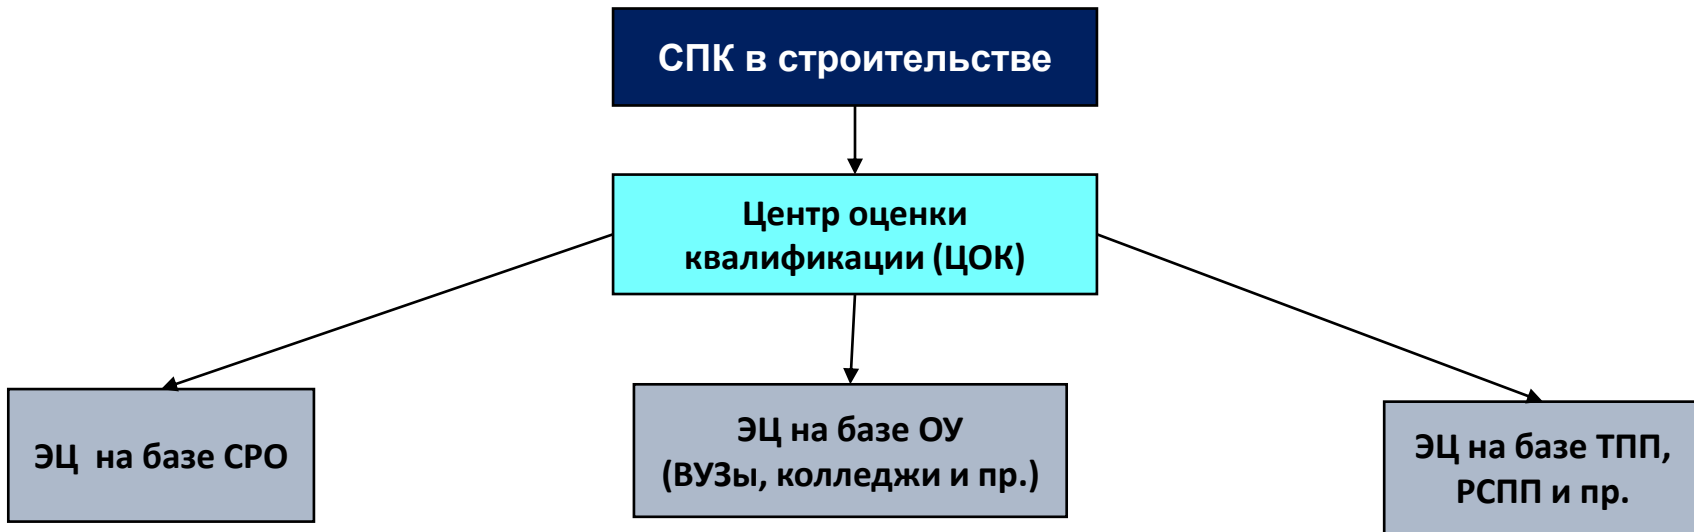 СПК в строительстве
Центр оценки
квалификации (ЦОК)
ЭЦ на базе СРО
ЭЦ на базе ОУ
(ВУЗы, колледжи и пр.)
ЭЦ на базе ТПП,
РСПП и пр.